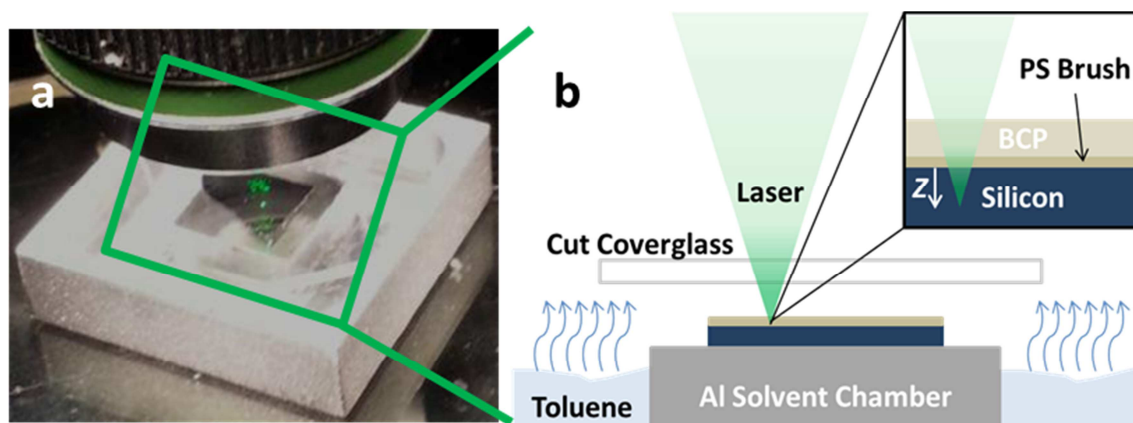 a
b
PS Brush
BCP
Z
Silicon
Laser
Cut Coverglass
Toluene
Al Solvent Chamber